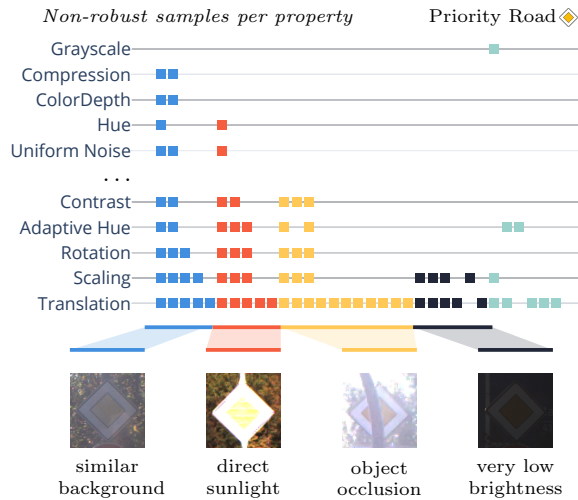 Non-robust samples per property
Priority Road
Grayscale
Compression
ColorDepth
Hue
Uniform Noise
...
Contrast
Adaptive Hue
Rotation
Scaling
Translation
similar
background
direct
sunlight
object
occlusion
very low
brightness